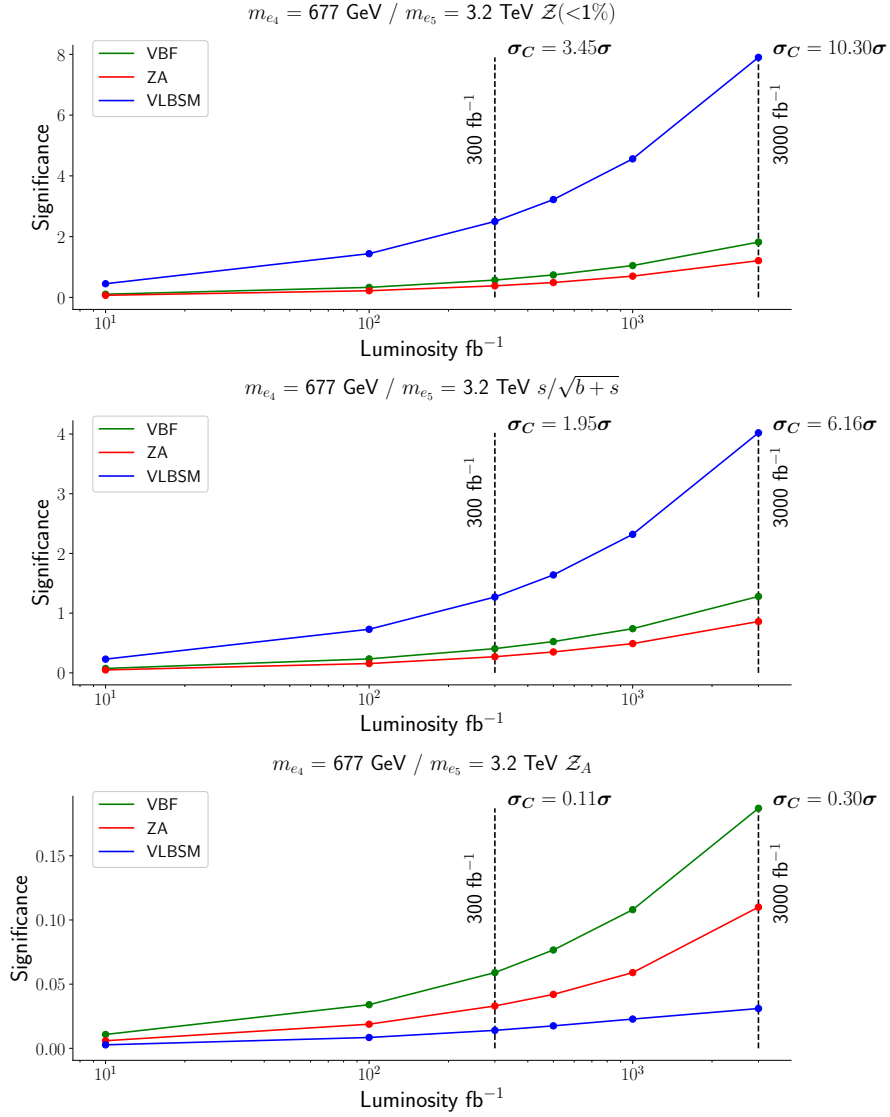 m_{e_4} = 677 GeV / m_{e_5} = 3.2 TeV 𝒵(<1%)
σ_C = 3.45σ
σ_C = 10.30σ
VBF
ZA
VLBSM
300 fb⁻¹
3000 fb⁻¹
Significance
8
6
4
2
0
10¹
10²
10³
Luminosity fb⁻¹
m_{e_4} = 677 GeV / m_{e_5} = 3.2 TeV s/√(b + s)
σ_C = 1.95σ
σ_C = 6.16σ
VBF
ZA
VLBSM
300 fb⁻¹
3000 fb⁻¹
Significance
4
3
2
1
0
10¹
10²
10³
Luminosity fb⁻¹
m_{e_4} = 677 GeV / m_{e_5} = 3.2 TeV 𝒵_A
σ_C = 0.11σ
σ_C = 0.30σ
VBF
ZA
VLBSM
300 fb⁻¹
3000 fb⁻¹
Significance
0.15
0.10
0.05
0.00
10¹
10²
10³
Luminosity fb⁻¹